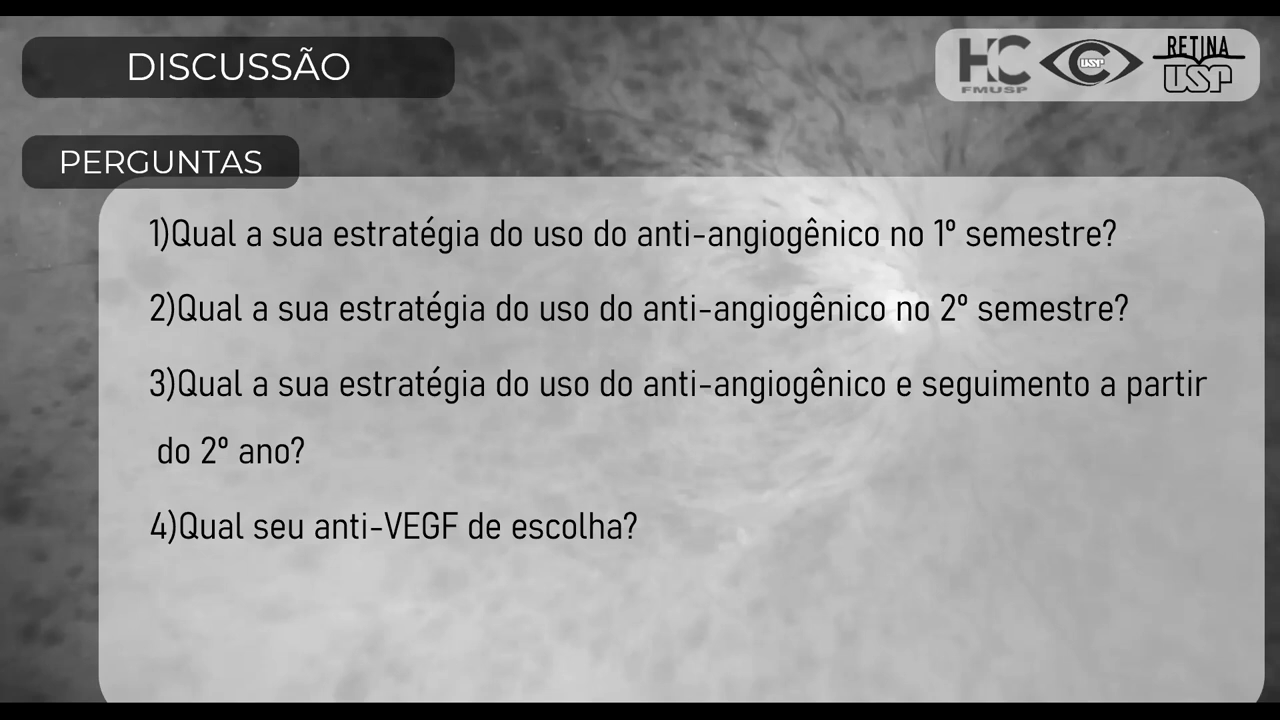 DISCUSSÃO
HC
FMUSP
USP
RETINA
USP
PERGUNTAS
1)Qual a sua estratégia do uso do anti-angiogênico no 1º semestre?
2)Qual a sua estratégia do uso do anti-angiogênico no 2º semestre?
3)Qual a sua estratégia do uso do anti-angiogênico e seguimento a partir
do 2º ano?
4)Qual seu anti-VEGF de escolha?